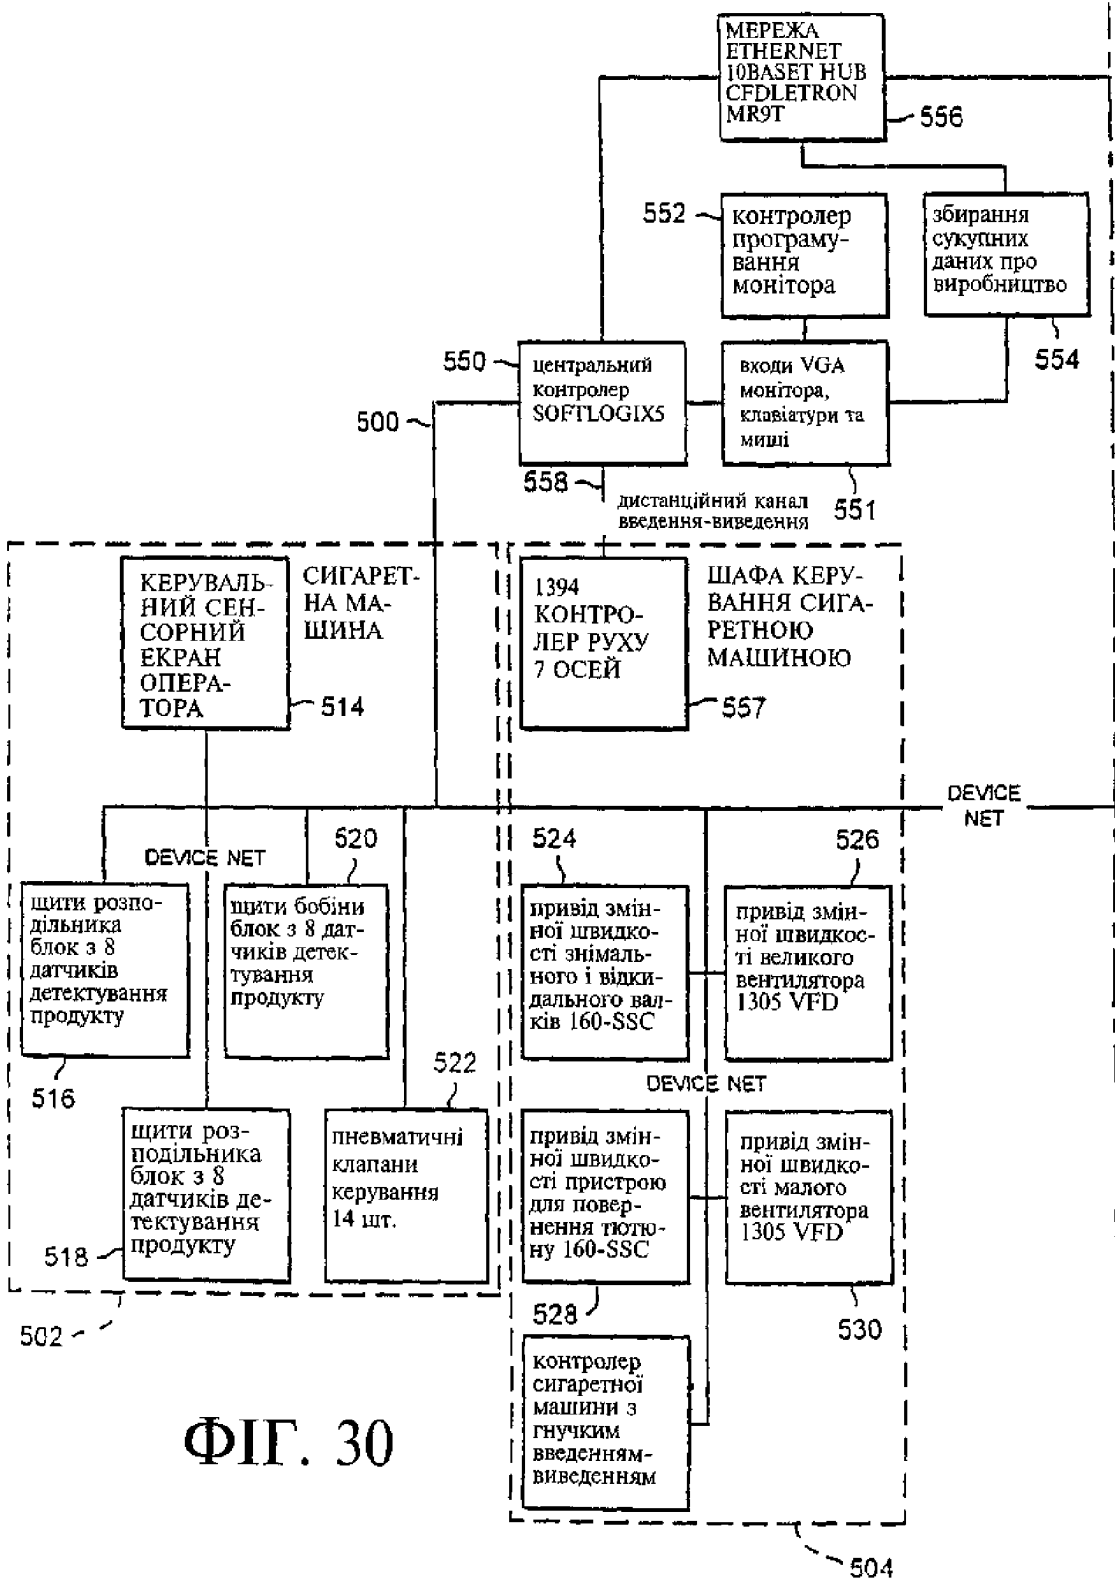 МЕРЕЖА
ETHERNET
10BASET HUB
CFDLETRON
MR9T
556
552
контролер
програму-
вання
монітора
збирання
сукупних
даних про
виробництво
554
550
центральний
контролер
SOFTLOGIX5
входи VGA
монітора,
клавіатури та
миші
500
558
551
дистанційний канал
введення-виведення
КЕРУВАЛЬ-
НИЙ СЕН-
СОРНИЙ
ЕКРАН
ОПЕРА-
ТОРА
514
СИГАРЕТ-
НА МА-
ШИНА
1394
КОНТРО-
ЛЕР РУХУ
7 ОСЕЙ
557
ШАФА КЕРУ-
ВАННЯ СИГА-
РЕТНОЮ
МАШИНОЮ
DEVICE
NET
DEVICE NET
520
524
526
щити розпо-
дільника
блок з 8
датчиків
детектування
продукту
516
щити бобіни
блок з 8 дат-
чиків детек-
тування
продукту
привід змін-
ної швидко-
сті знімаль-
ного і відки-
дального вал-
ків 160-SSC
привід змін-
ної швидкос-
ті великого
вентилятора
1305 VFD
DEVICE NET
522
щити роз-
подільника
блок з 8
датчиків де-
тектування
продукту
518
пневматичні
клапани
керування
14 шт.
привід змін-
ної швидко-
сті пристрою
для повер-
нення тютю-
ну 160-SSC
528
привід змін-
ної швидко-
сті малого
вентилятора
1305 VFD
530
502
контролер
сигаретної
машини з
гнучким
введенням-
виведенням
504
ФІГ. 30